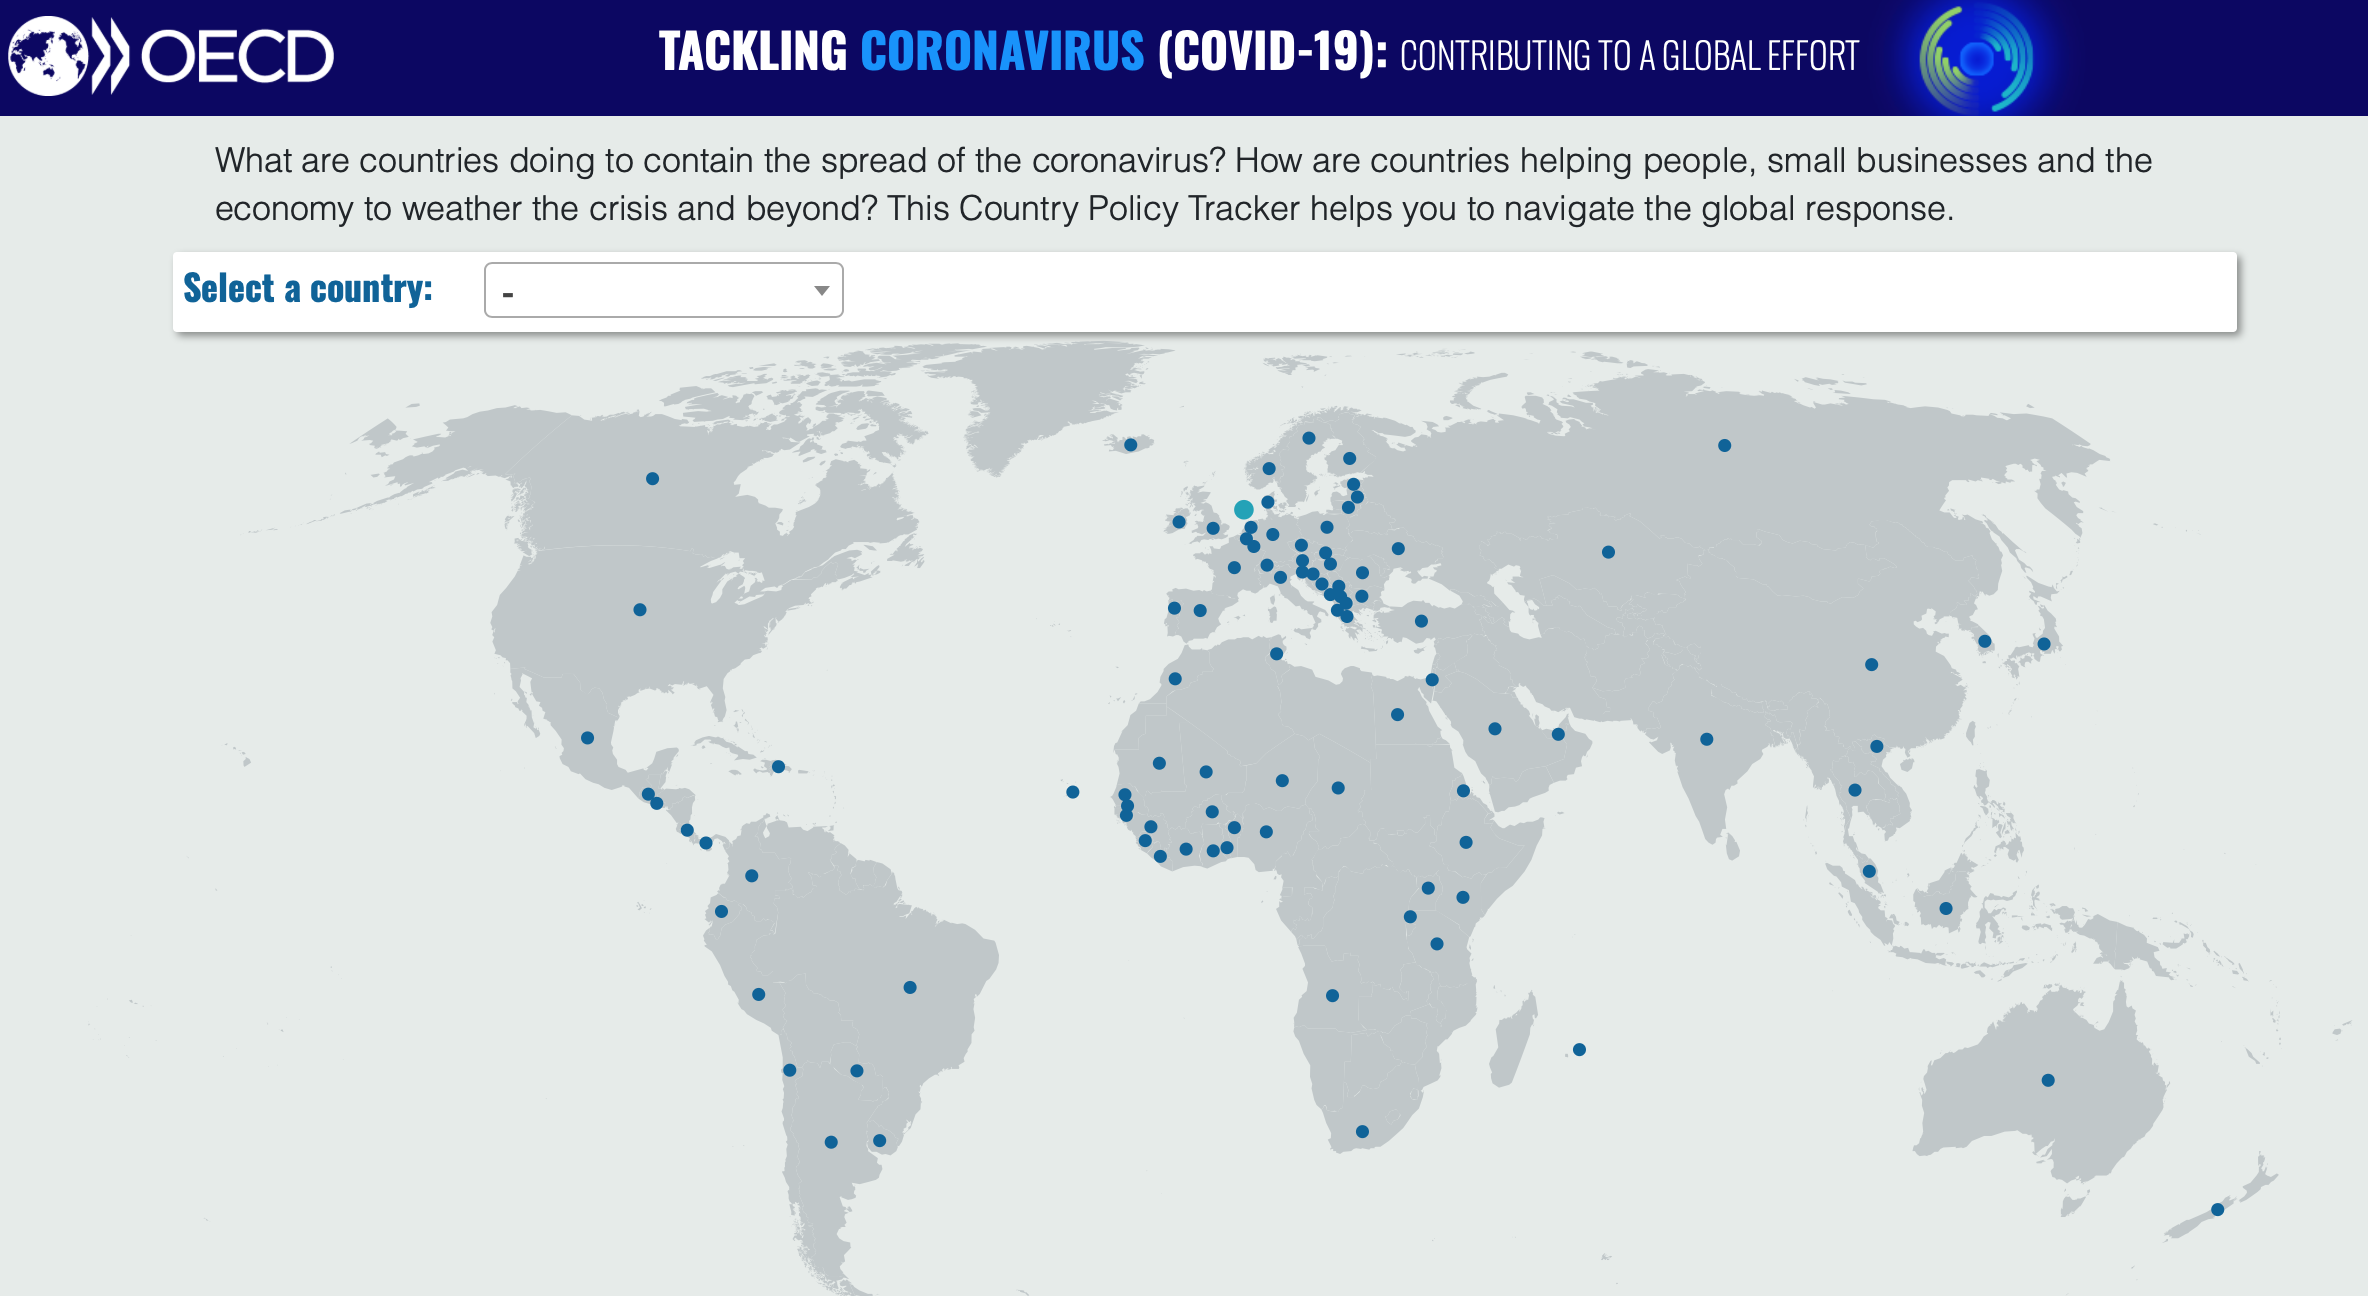 OECD
TACKLING CORONAVIRUS (COVID-19): CONTRIBUTING TO A GLOBAL EFFORT
What are countries doing to contain the spread of the coronavirus? How are countries helping people, small businesses and the
economy to weather the crisis and beyond? This Country Policy Tracker helps you to navigate the global response.
Select a country: -